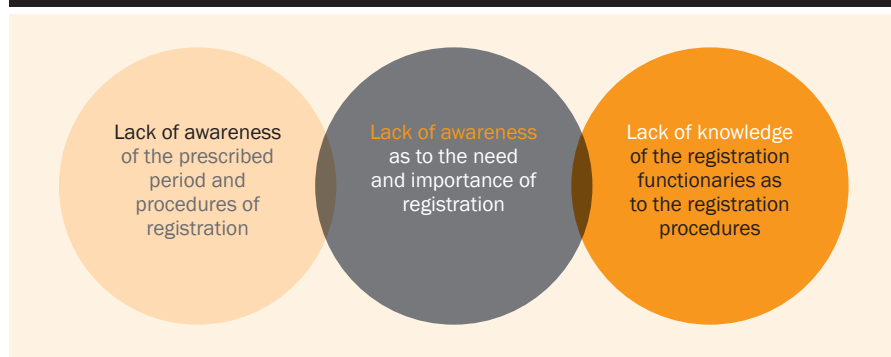 Lack of awareness
of the prescribed
period and
procedures of
registration
Lack of awareness
as to the need
and importance of
registration
Lack of knowledge
of the registration
functionaries as
to the registration
procedures